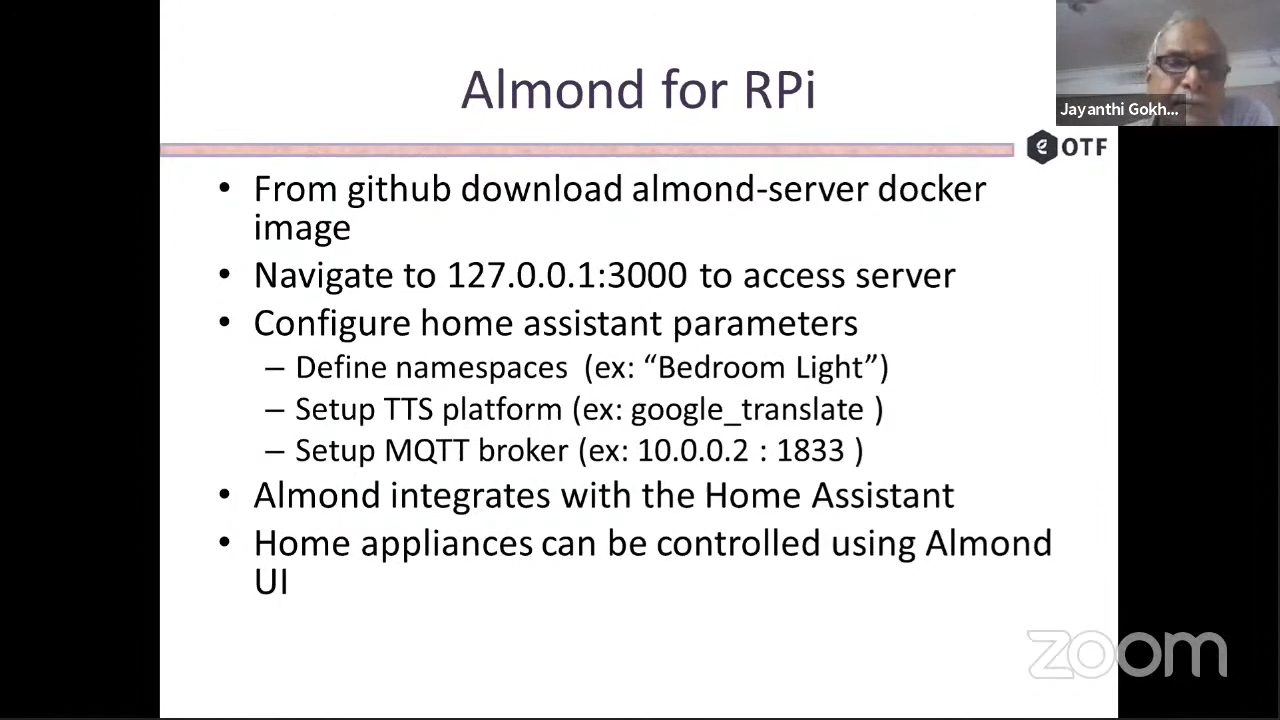 Almond for RPi
Jayanthi Gokh...
OTF
• From github download almond-server docker
image
• Navigate to 127.0.0.1:3000 to access server
• Configure home assistant parameters
– Define namespaces (ex: “Bedroom Light”)
– Setup TTS platform (ex: google_translate )
– Setup MQTT broker (ex: 10.0.0.2 : 1833 )
• Almond integrates with the Home Assistant
• Home appliances can be controlled using Almond
UI
zoom